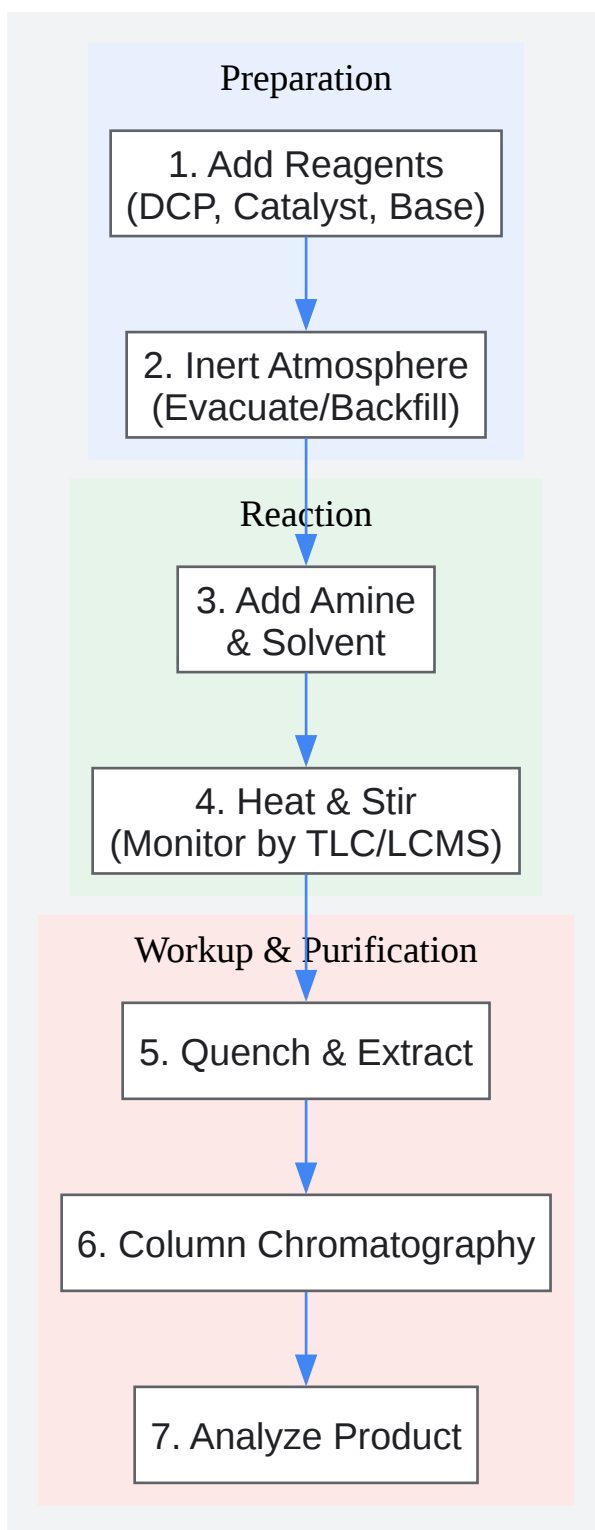 Preparation
1. Add Reagents
(DCP, Catalyst, Base)
2. Inert Atmosphere
(Evacuate/Backfill)
Reaction
3. Add Amine
& Solvent
4. Heat & Stir
(Monitor by TLC/LCMS)
Workup & Purification
5. Quench & Extract
6. Column Chromatography
7. Analyze Product